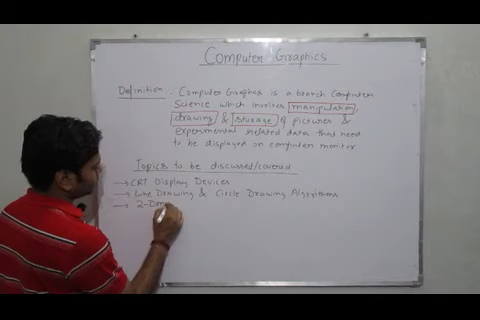 Computer Graphics
Definition : Computer Graphics is a branch Computer
Science which involves manipulation,
drawing & storage of pictures &
Experimental related data that need
to be displayed on computer monitor
Topics to be discussed/covered
→ CRT Display Devices
→ Line Drawing & Circle Drawing Algorithms
→ 2-Dim